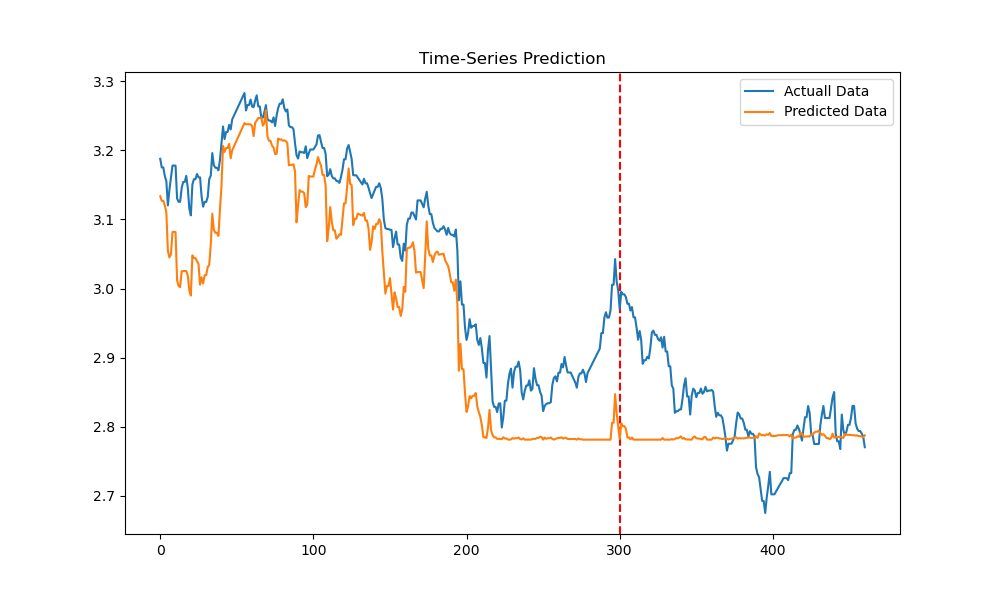 Time-Series Prediction
Actuall Data
Predicted Data
3.3
3.2
3.1
3.0
2.9
2.8
2.7
0 100 200 300 400